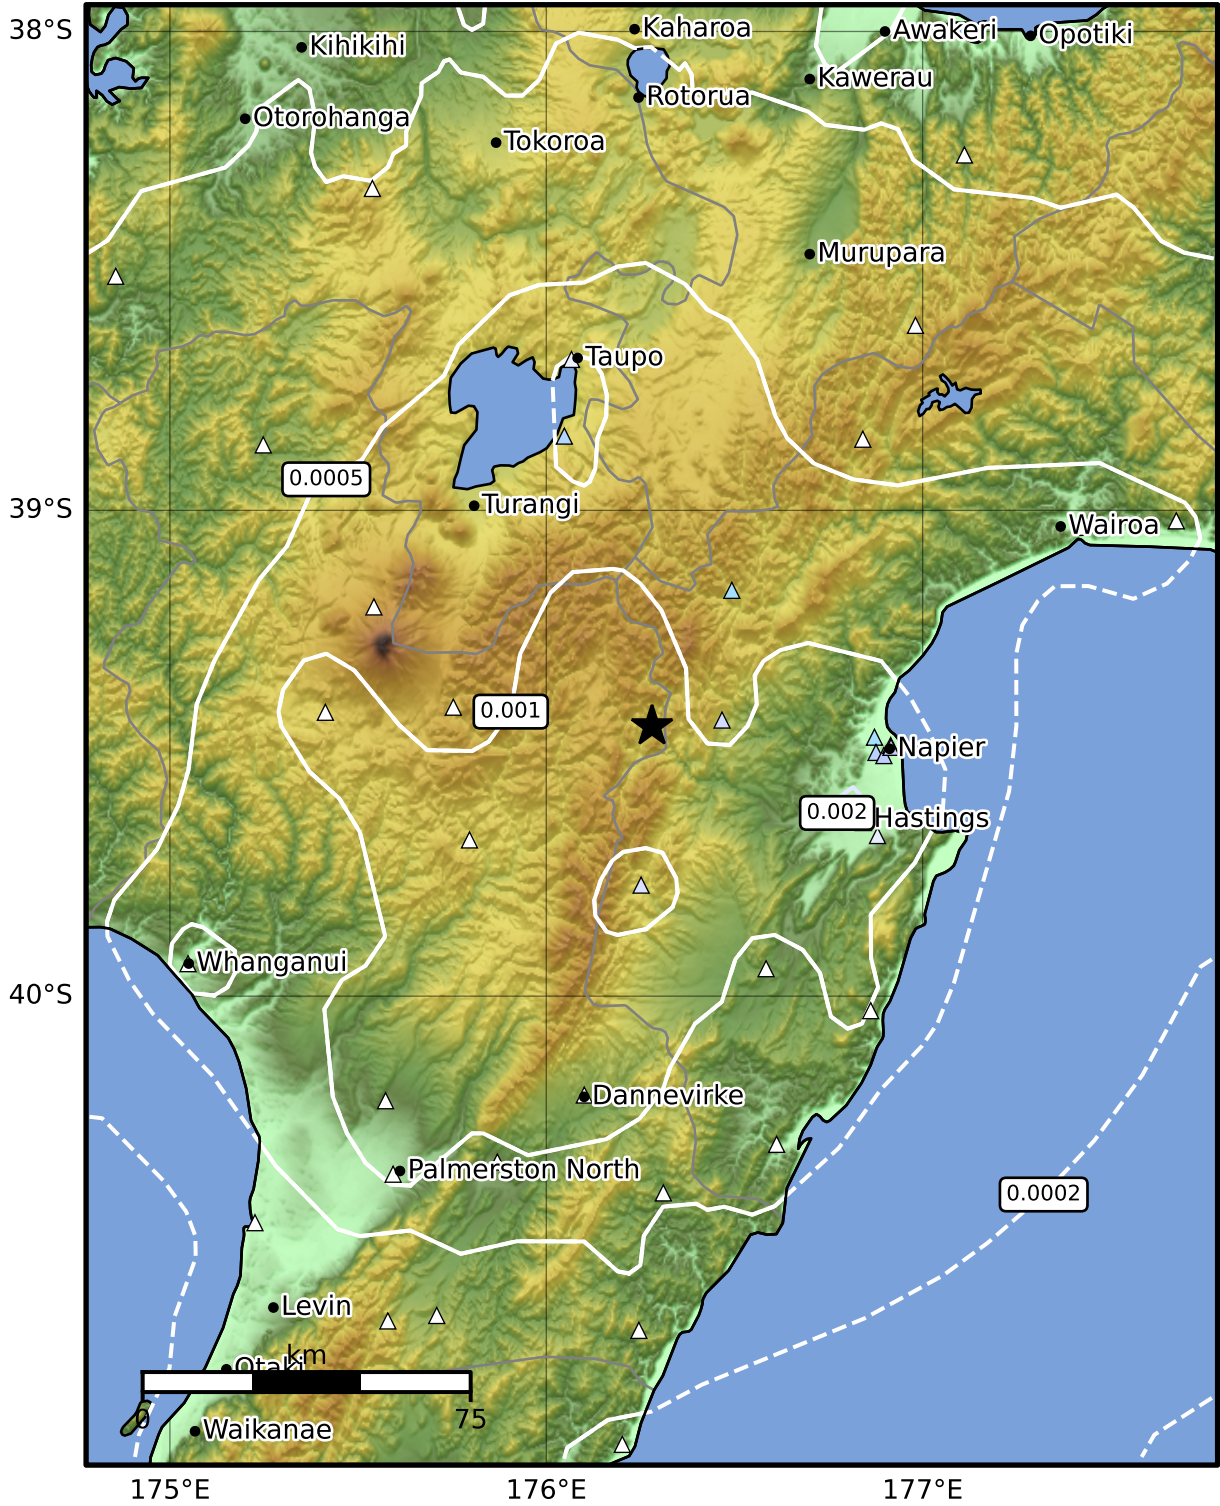 38°S
Kaharoa
Awakeri
Opotiki
Kihikihi
Kawerau
Rotorua
Otorohanga
Tokoroa
Murupara
Taupo
0.0005
Turangi
39°S
Wairoa
0.001
Napier
0.002
Hastings
Whanganui
40°S
Dannevirke
Palmerston North
0.0002
Levin
Otaki
km
0
75
Waikanae
175°E
176°E
177°E